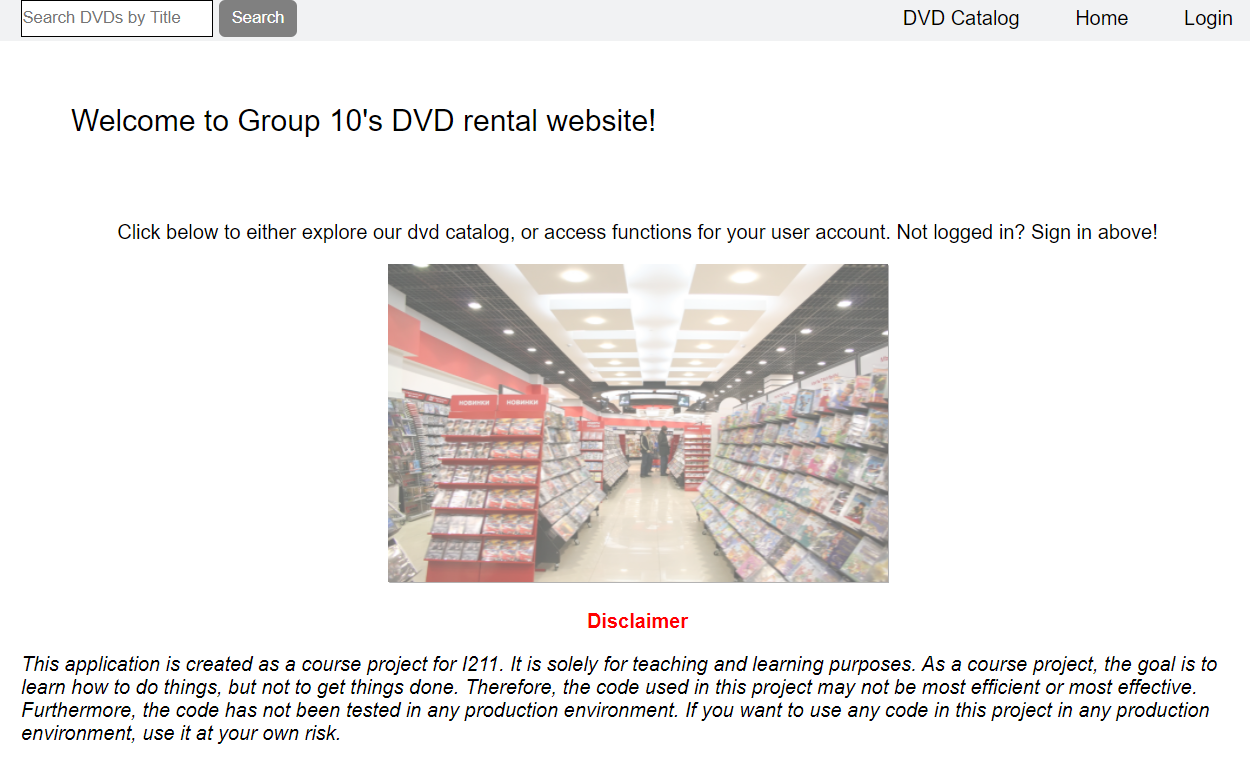 Search DVDs by Title Search DVD Catalog Home Login
Welcome to Group 10's DVD rental website!
Click below to either explore our dvd catalog, or access functions for your user account. Not logged in? Sign in above!
НОВИНКИ НОВИНКИ
Disclaimer
This application is created as a course project for I211. It is solely for teaching and learning purposes. As a course project, the goal is to
learn how to do things, but not to get things done. Therefore, the code used in this project may not be most efficient or most effective.
Furthermore, the code has not been tested in any production environment. If you want to use any code in this project in any production
environment, use it at your own risk.